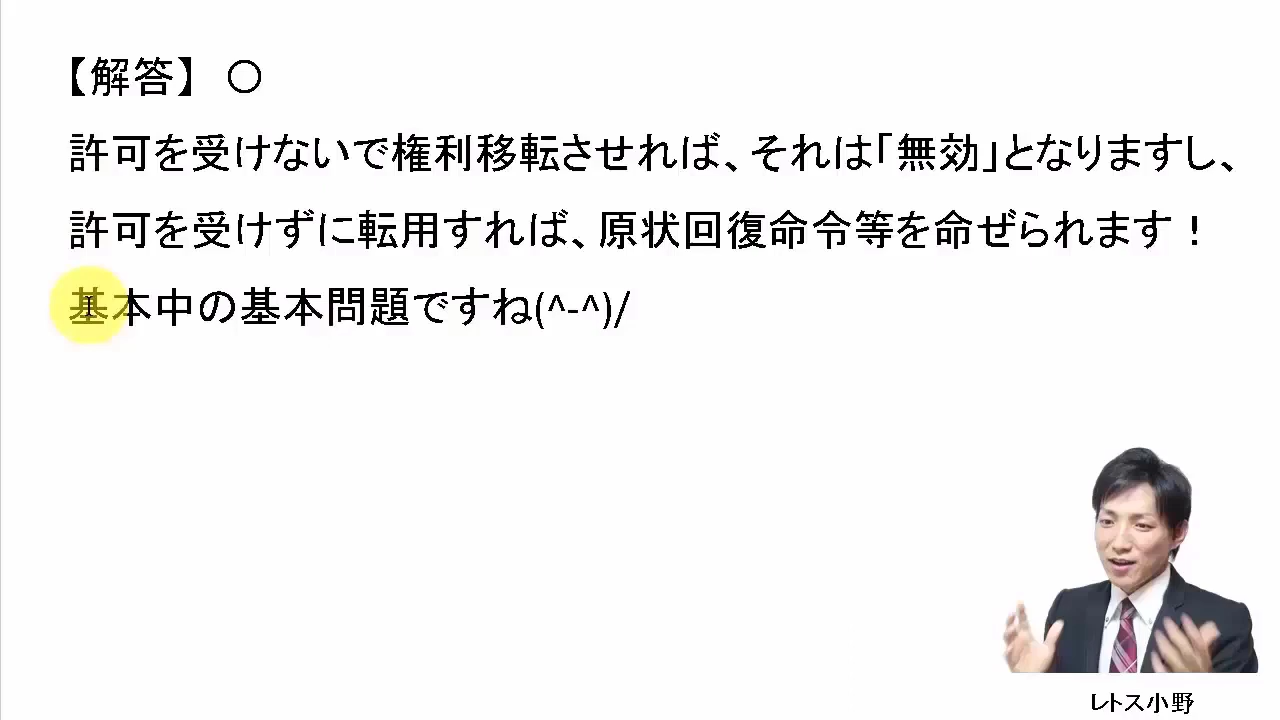 【解答】 ○
許可を受けないで権利移転させれば、それは「無効」となりますし、
許可を受けずに転用すれば、原状回復命令等を命ぜられます！
基本中の基本問題ですね(^-^)/
レトス小野